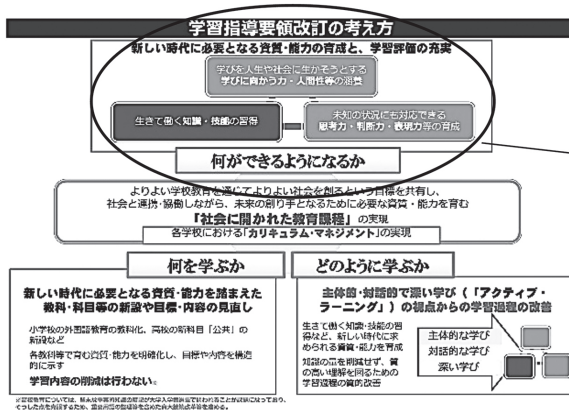 学習指導要領改訂の考え方
新しい時代に必要となる資質・能力の育成と、学習評価の充実
学びを人生や社会に生かそうとする
学びに向かう力・人間性等の涵養
生きて働く知識・技能の習得
未知の状況にも対応できる
思考力・判断力・表現力等の育成
何ができるようになるか
よりよい学校教育を通じてよりよい社会を創るという目標を共有し、
社会と連携・協働しながら、未来の創り手となるために必要な資質・能力を育む
「社会に開かれた教育課程」の実現
各学校における「カリキュラム・マネジメント」の実現
何を学ぶか
新しい時代に必要となる資質・能力を踏まえた
教科・科目等の新設や目標・内容の見直し
小学校の外国語教育の教科化、高校の新科目「公共」の
新設など
各教科等で育む資質・能力を明確化し、目標や内容を構造
的に示す
学習内容の削減は行わない※
どのように学ぶか
主体的・対話的で深い学び（「アクティブ・
ラーニング」）の視点からの学習過程の改善
生きて働く知識・技能の習
得など、新しい時代に求
められる資質・能力を育成
知識の量を削減せず、質
の高い理解を図るための
学習過程の質的改善
主体的な学び
対話的な学び
深い学び